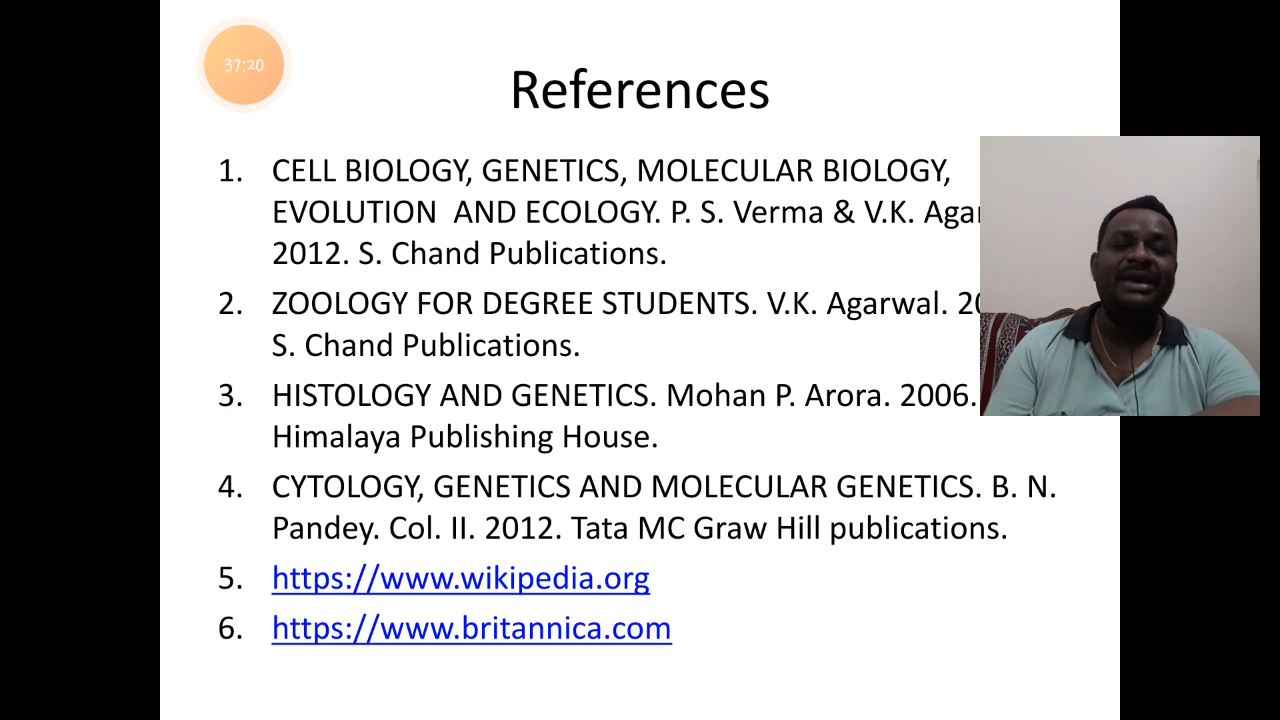 37:20
References
1. CELL BIOLOGY, GENETICS, MOLECULAR BIOLOGY,
EVOLUTION AND ECOLOGY. P. S. Verma & V.K.
2012. S. Chand Publications.
2. ZOOLOGY FOR DEGREE STUDENTS. V.K. Agarwal.
S. Chand Publications.
3. HISTOLOGY AND GENETICS. Mohan P. Arora. 2006.
Himalaya Publishing House.
4. CYTOLOGY, GENETICS AND MOLECULAR GENETICS. B. N.
Pandey. Col. II. 2012. Tata MC Graw Hill publications.
5. https://www.wikipedia.org
6. https://www.britannica.com